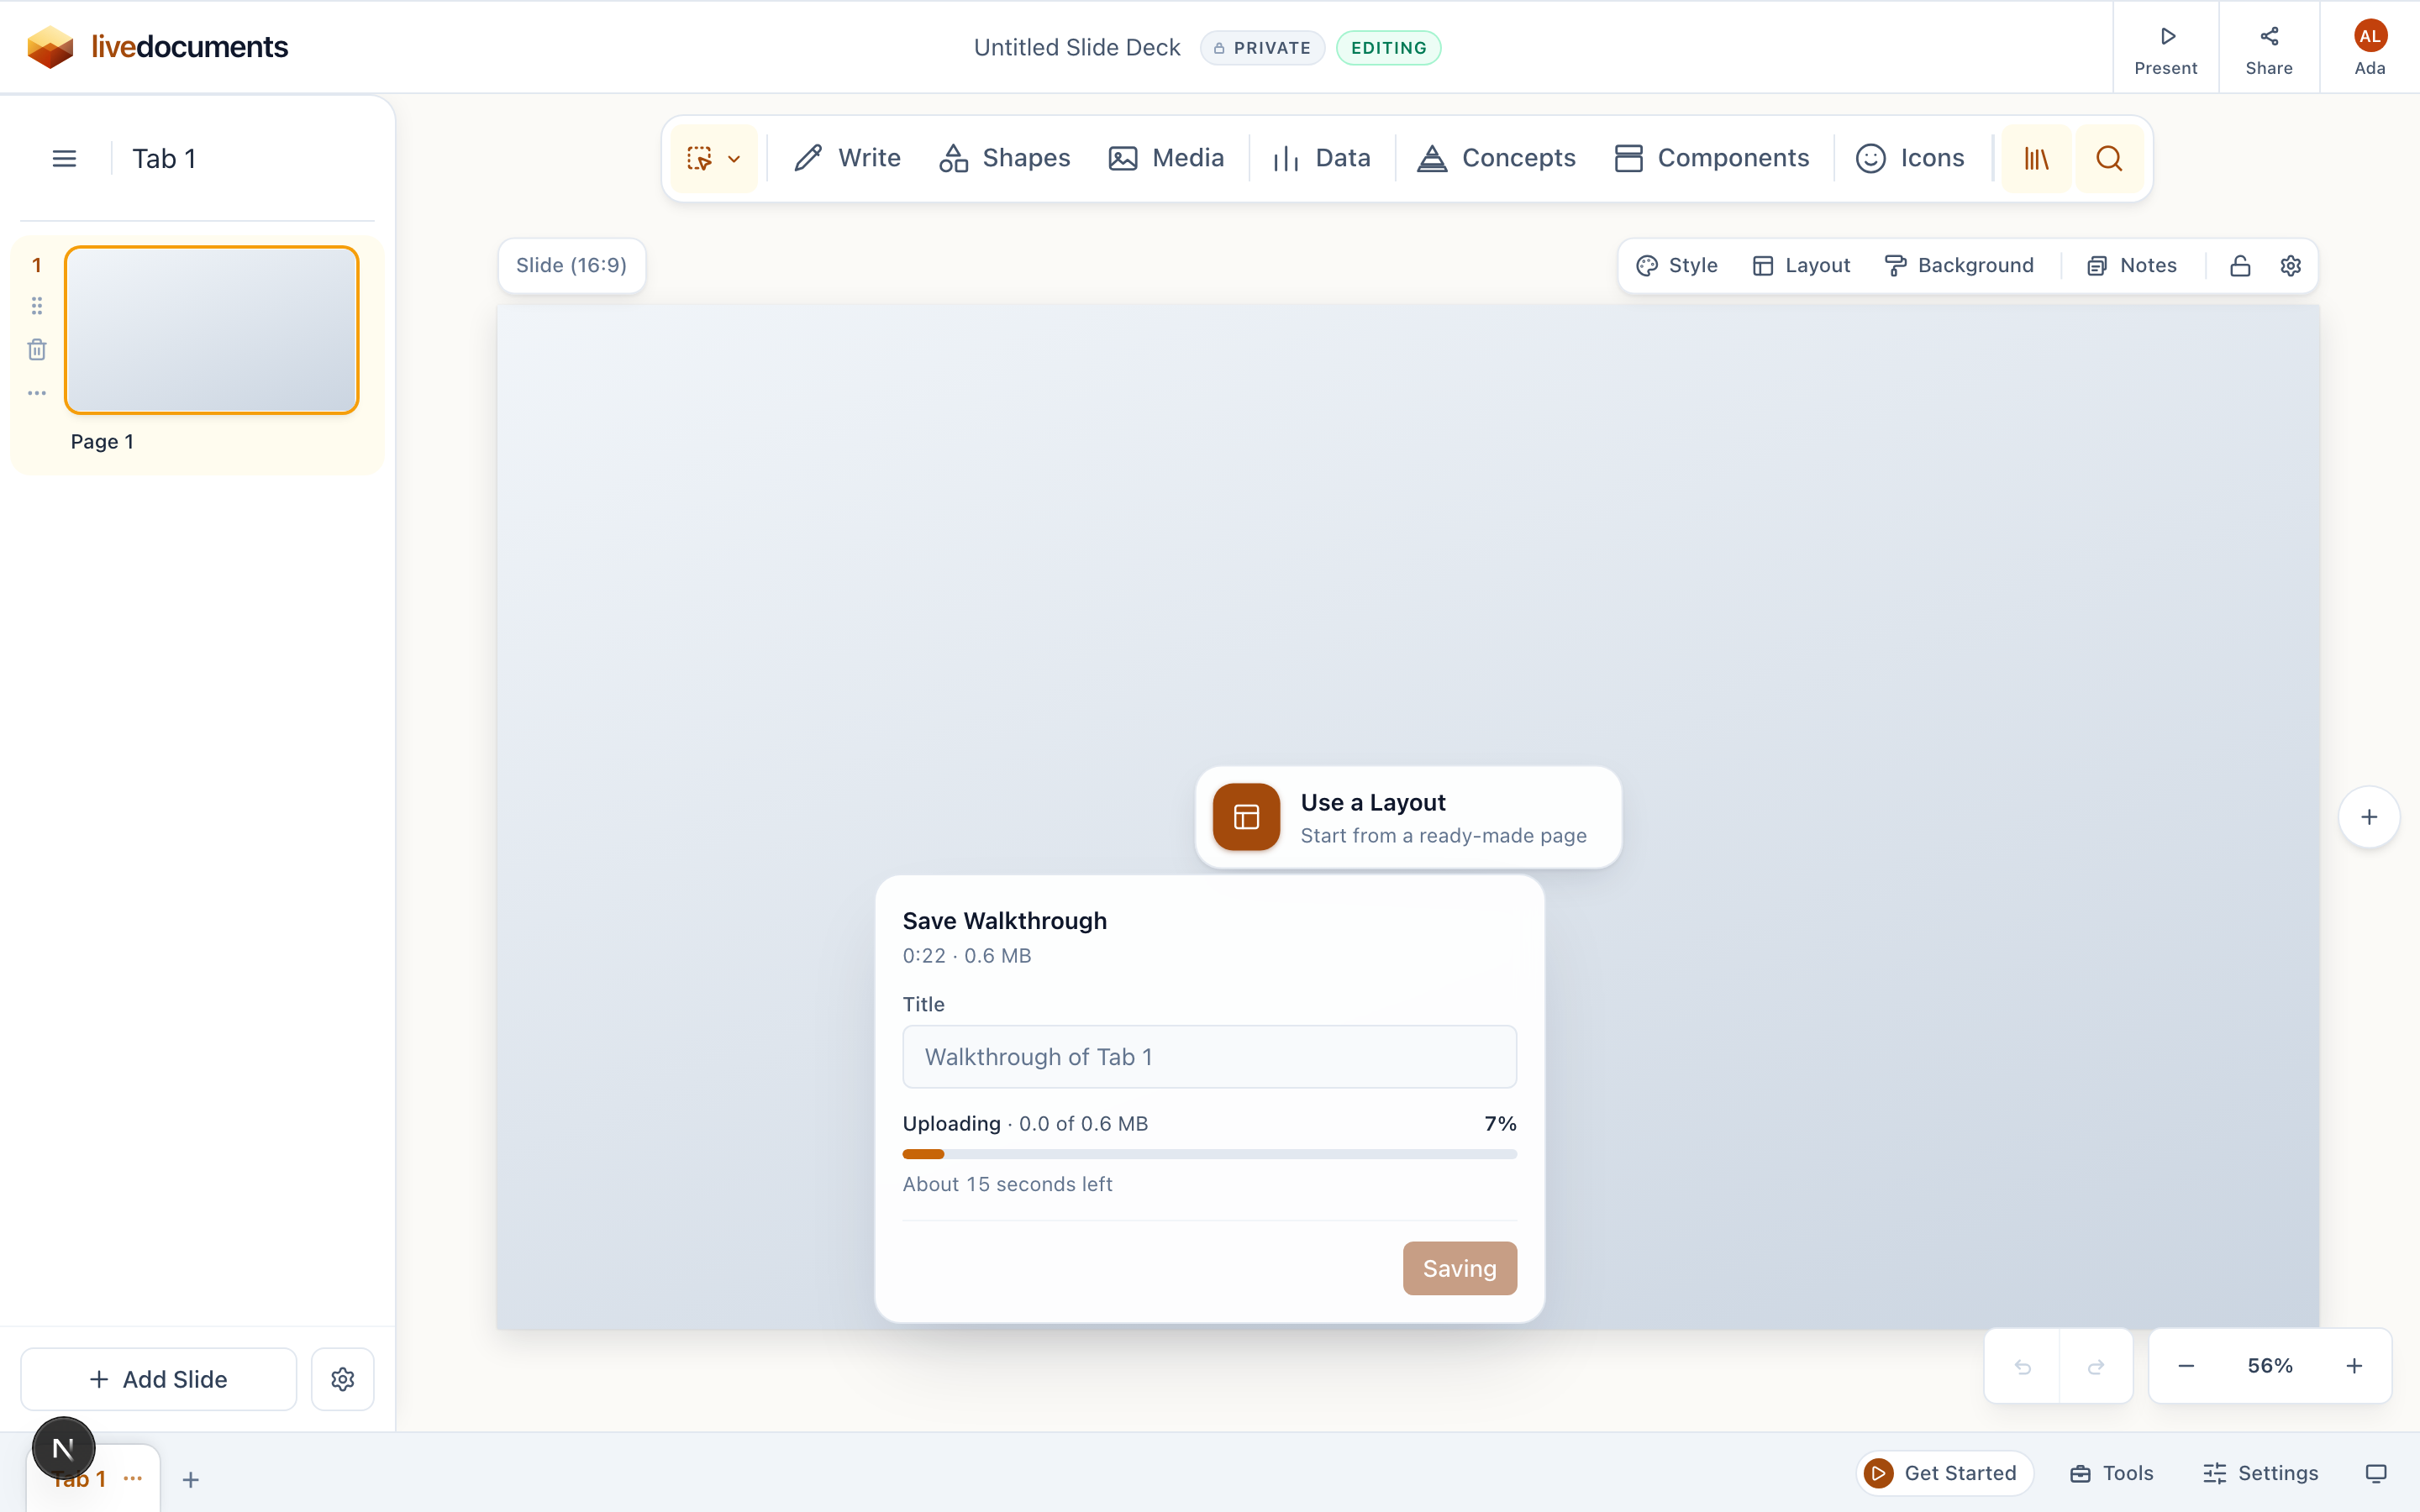 livedocuments
Untitled Slide Deck
PRIVATE
EDITING
Present
Share
AL
Ada
Tab 1
Write
Shapes
Media
Data
Concepts
Components
Icons
1
Page 1
Slide (16:9)
Style
Layout
Background
Notes
Use a Layout
Start from a ready-made page
Save Walkthrough
0:22 · 0.6 MB
Title
Walkthrough of Tab 1
Uploading · 0.0 of 0.6 MB
7%
About 15 seconds left
Saving
Add Slide
56%
N
Tab 1
Get Started
Tools
Settings